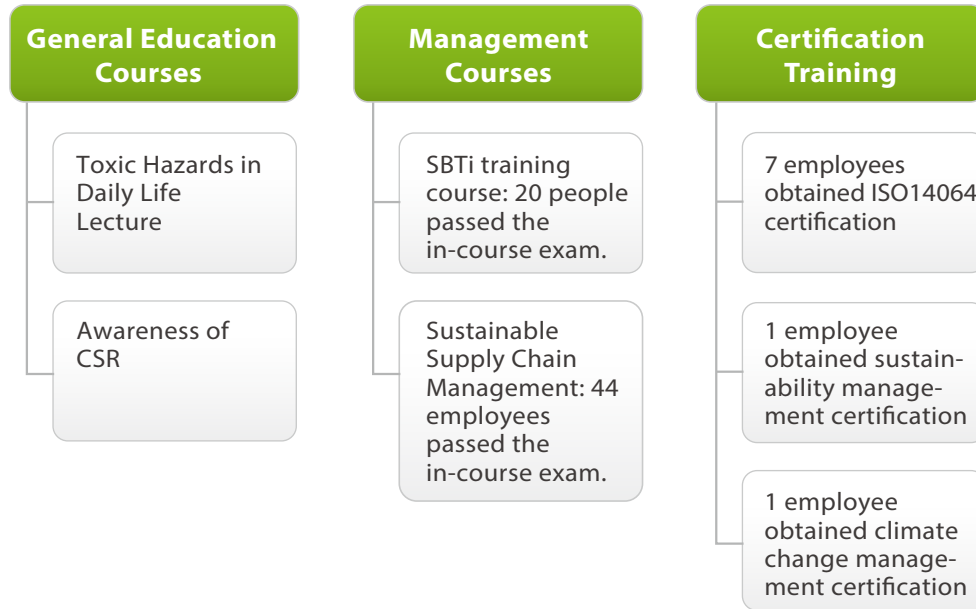 General Education
Courses
Toxic Hazards in
Daily Life
Lecture
Awareness of
CSR
Management
Courses
SBTi training
course: 20 people
passed the
in-course exam.
Sustainable
Supply Chain
Management: 44
employees
passed the
in-course exam.
Certification
Training
7 employees
obtained ISO14064
certification
1 employee
obtained sustain-
ability manage-
ment certification
1 employee
obtained climate
change manage-
ment certification